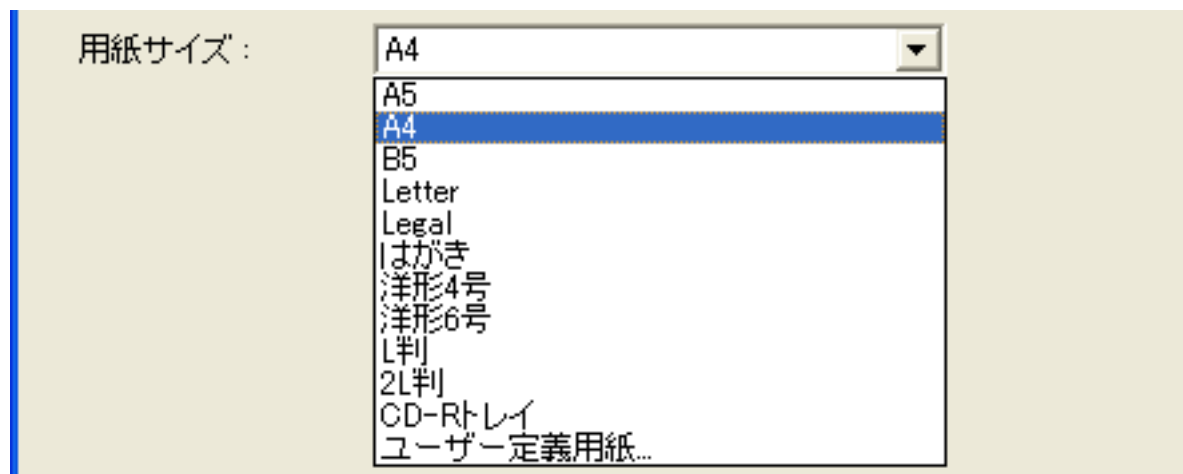 用紙サイズ： A4
A5
A4
B5
Letter
Legal
はがき
洋形4号
洋形6号
L判
2L判
CD-Rトレイ
ユーザー定義用紙...